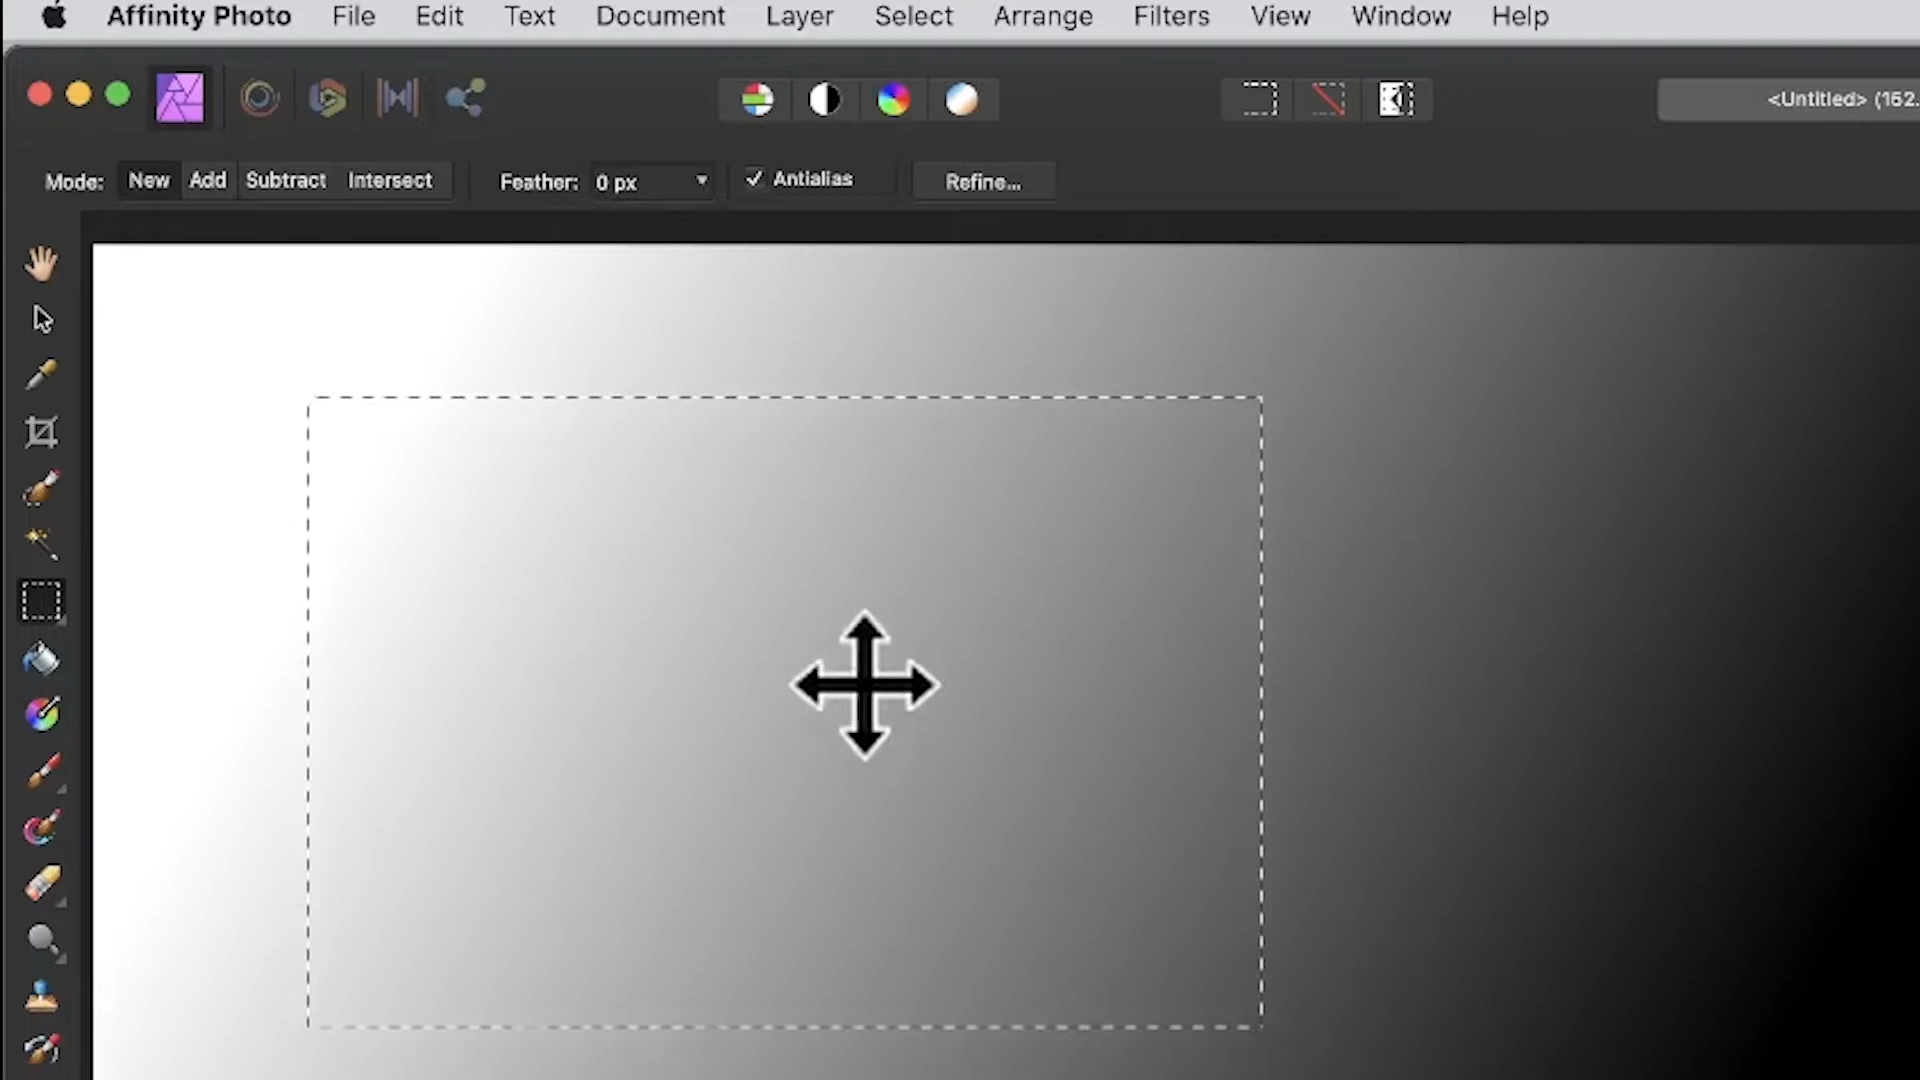 Affinity Photo File Edit Text Document Layer Select Arrange Filters View Window Help
<Untitled> (162.
Mode: New Add Subtract Intersect Feather: 0 px Antialias Refine...